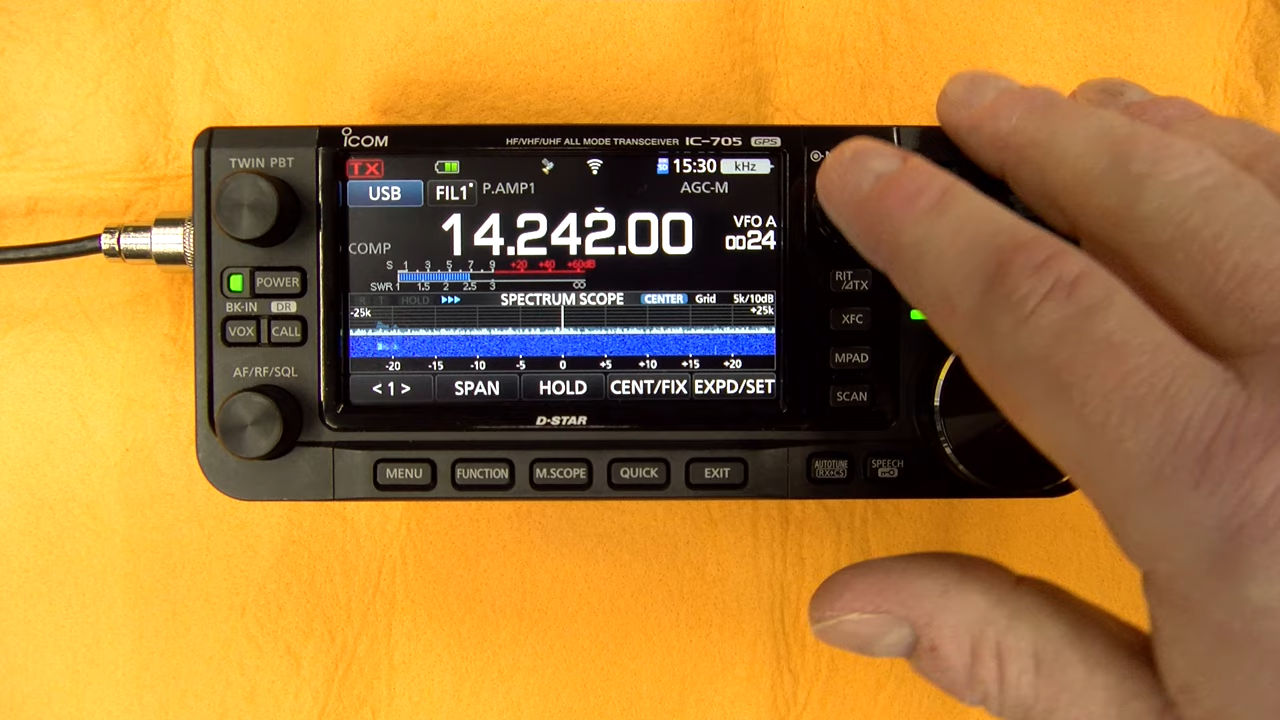 ICOM HF/VHF/UHF ALL MODE TRANSCEIVER IC-705 GPS
TWIN PBT
TX 15:30 kHz
USB FIL1 P.AMP1 AGC-M
14.242.00 VFO A
COMP 0024
S 1 3 5 7 9 +20 +40 +60dB
SWR 1 1.5 2 2.5 3 ∞
HOLD SPECTRUM SCOPE CENTER Grid 5k/10dB
-25k +25k
-20 -15 -10 -5 0 +5 +10 +15 +20
<1> SPAN HOLD CENT/FIX EXPD/SET
D-STAR
POWER
BK-IN DR
VOX CALL
AF/RF/SQL
MENU FUNCTION M.SCOPE QUICK EXIT
RIT
⊿TX
XFC
MPAD
SCAN
AUTOTUNE SPEECH
RX→CS